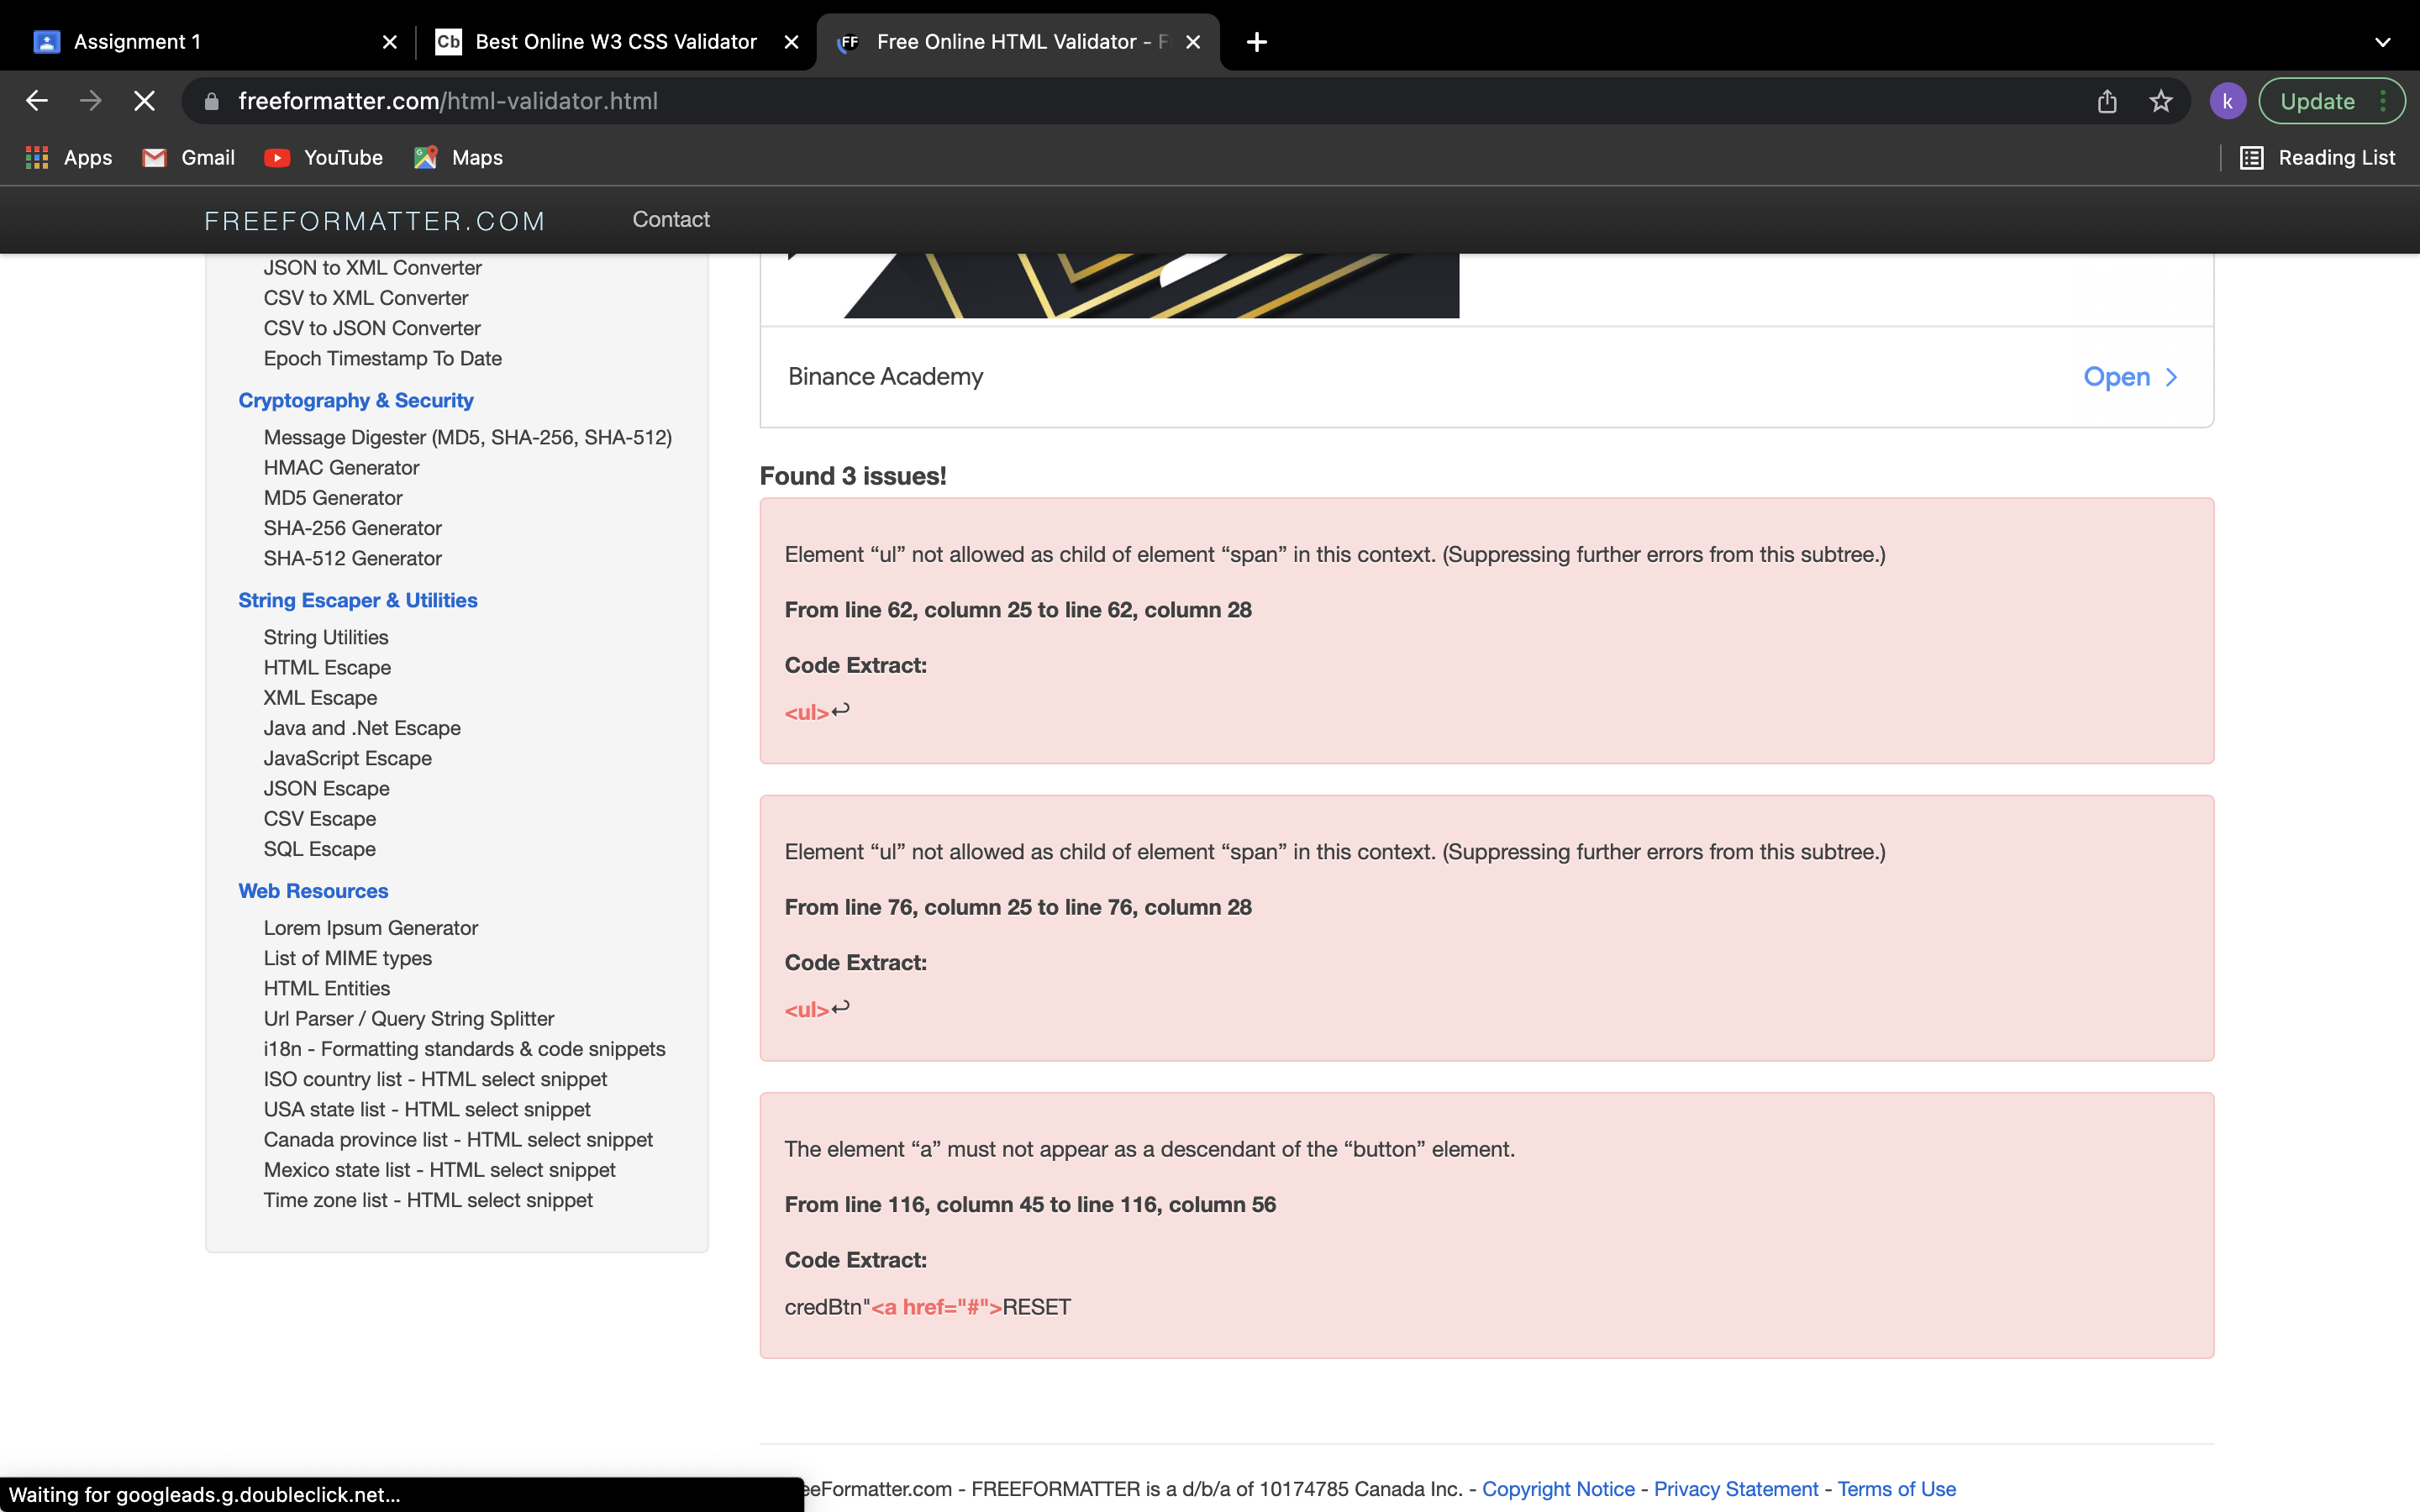 Assignment 1
Cb Best Online W3 CSS Validator
FF Free Online HTML Validator - F
freeformatter.com/html-validator.html
k
Update
Apps Gmail YouTube Maps
Reading List
FREEFORMATTER.COM Contact
JSON to XML Converter
CSV to XML Converter
CSV to JSON Converter
Epoch Timestamp To Date
Cryptography & Security
Message Digester (MD5, SHA-256, SHA-512)
HMAC Generator
MD5 Generator
SHA-256 Generator
SHA-512 Generator
String Escaper & Utilities
String Utilities
HTML Escape
XML Escape
Java and .Net Escape
JavaScript Escape
JSON Escape
CSV Escape
SQL Escape
Web Resources
Lorem Ipsum Generator
List of MIME types
HTML Entities
Url Parser / Query String Splitter
i18n - Formatting standards & code snippets
ISO country list - HTML select snippet
USA state list - HTML select snippet
Canada province list - HTML select snippet
Mexico state list - HTML select snippet
Time zone list - HTML select snippet
Binance Academy
Open
Found 3 issues!
Element “ul” not allowed as child of element “span” in this context. (Suppressing further errors from this subtree.)
From line 62, column 25 to line 62, column 28
Code Extract:
<ul>↩
Element “ul” not allowed as child of element “span” in this context. (Suppressing further errors from this subtree.)
From line 76, column 25 to line 76, column 28
Code Extract:
<ul>↩
The element “a” must not appear as a descendant of the “button” element.
From line 116, column 45 to line 116, column 56
Code Extract:
credBtn"<a href="#">RESET
eeFormatter.com - FREEFORMATTER is a d/b/a of 10174785 Canada Inc. - Copyright Notice - Privacy Statement - Terms of Use
Waiting for googleads.g.doubleclick.net...